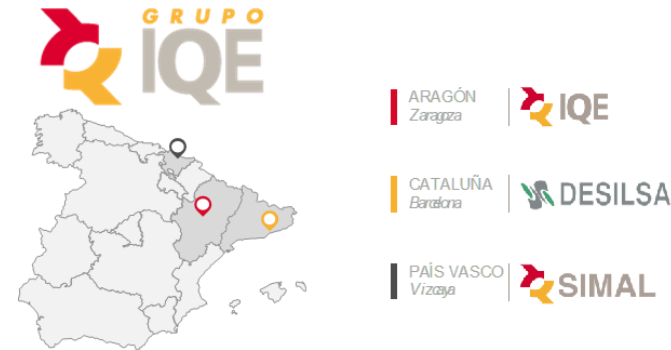 GRUPO
IQE
ARAGÓN
Zaragoza
IQE
CATALUÑA
Barcelona
DESILSA
PAÍS VASCO
Vizcaya
SIMAL